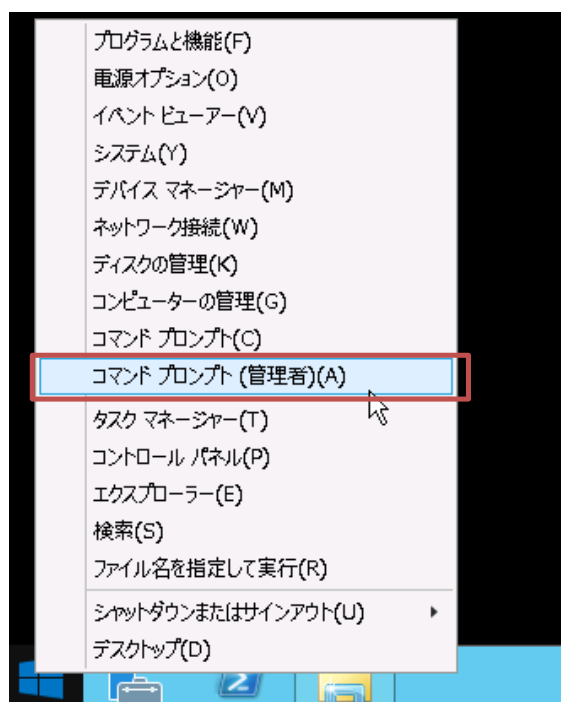 プログラムと機能(F)
電源オプション(O)
イベント ビューアー(V)
システム(Y)
デバイス マネージャー(M)
ネットワーク接続(W)
ディスクの管理(K)
コンピューターの管理(G)
コマンド プロンプト(C)
コマンド プロンプト (管理者)(A)
タスク マネージャー(T)
コントロール パネル(P)
エクスプローラー(E)
検索(S)
ファイル名を指定して実行(R)
シャットダウンまたはサインアウト(U)
デスクトップ(D)